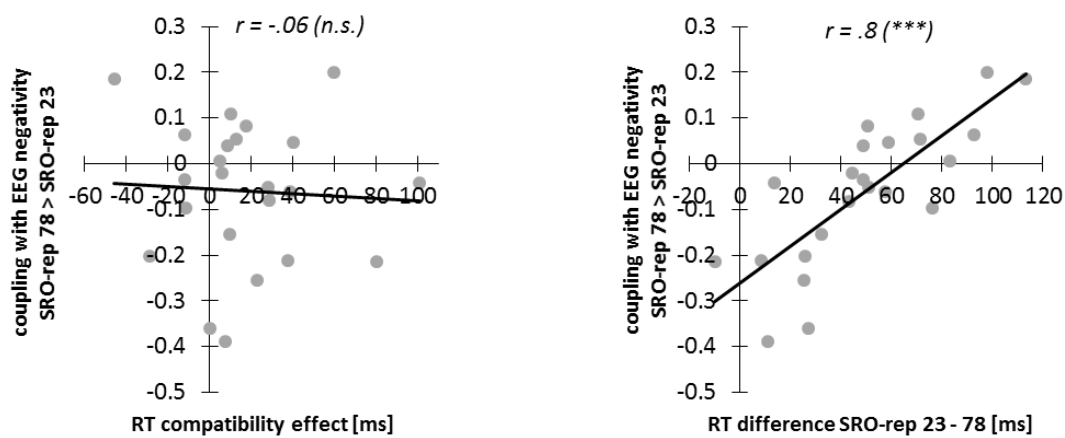 r = -.06 (n.s.)
coupling with EEG negativity
SRO-rep 78 > SRO-rep 23
0.3
0.2
0.1
0
-0.1
-0.2
-0.3
-0.4
-0.5
-60 -40 -20 0 20 40 60 80 100
RT compatibility effect [ms]
r = .8 (***)
coupling with EEG negativity
SRO-rep 78 > SRO-rep 23
0.3
0.2
0.1
0
-0.1
-0.2
-0.3
-0.4
-0.5
-20 0 20 40 60 80 100 120
RT difference SRO-rep 23 - 78 [ms]